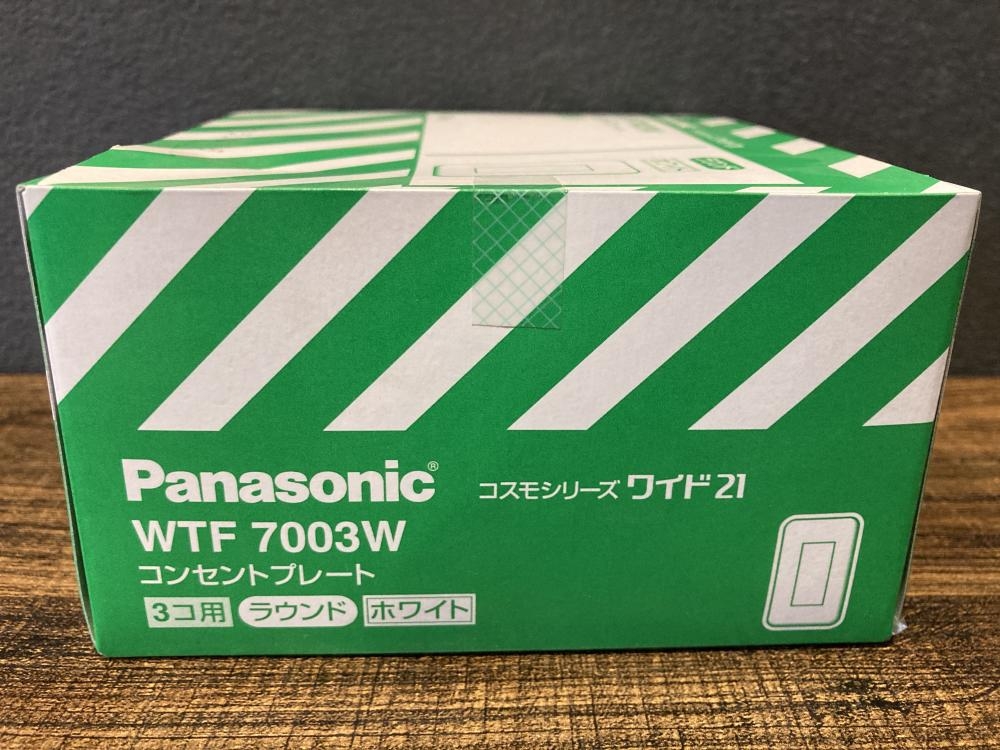 Panasonic® コスモシリーズ ワイド21
WTF 7003W
コンセントプレート
3コ用 ラウンド ホワイト